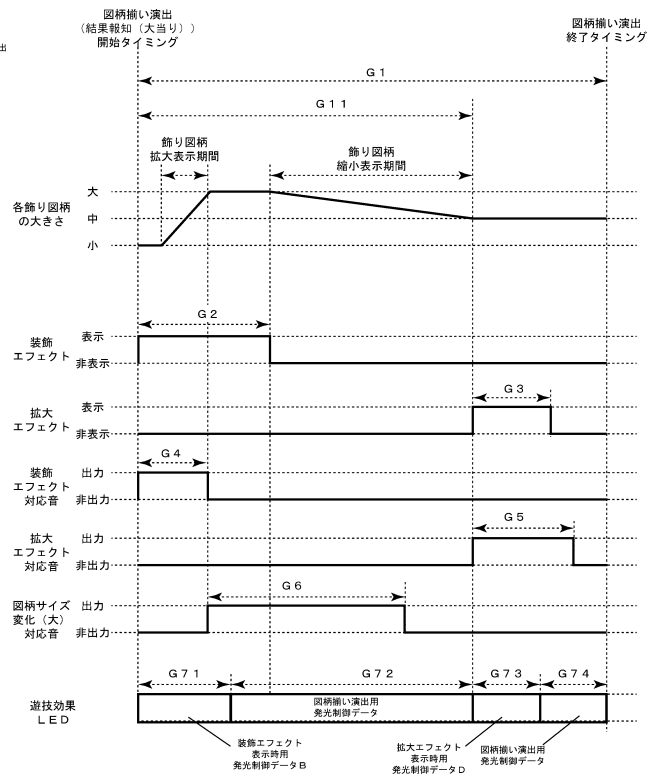 図柄揃い演出
(結果報知(大当り))
開始タイミング
図柄揃い演出
終了タイミング
出
G1
G11
飾り図柄
拡大表示期間
飾り図柄
縮小表示期間
各飾り図柄
の大きさ
大
中
小
G2
装飾
エフェクト
表示
非表示
G3
拡大
エフェクト
表示
非表示
G4
装飾
エフェクト
対応音
出力
非出力
G5
拡大
エフェクト
対応音
出力
非出力
G6
図柄サイズ
変化(大)
対応音
出力
非出力
G71
G72
G73
G74
遊技効果
LED
図柄揃い演出用
発光制御データ
装飾エフェクト
表示時用
発光制御データB
拡大エフェクト
表示時用
発光制御データD
図柄揃い演出用
発光制御データ